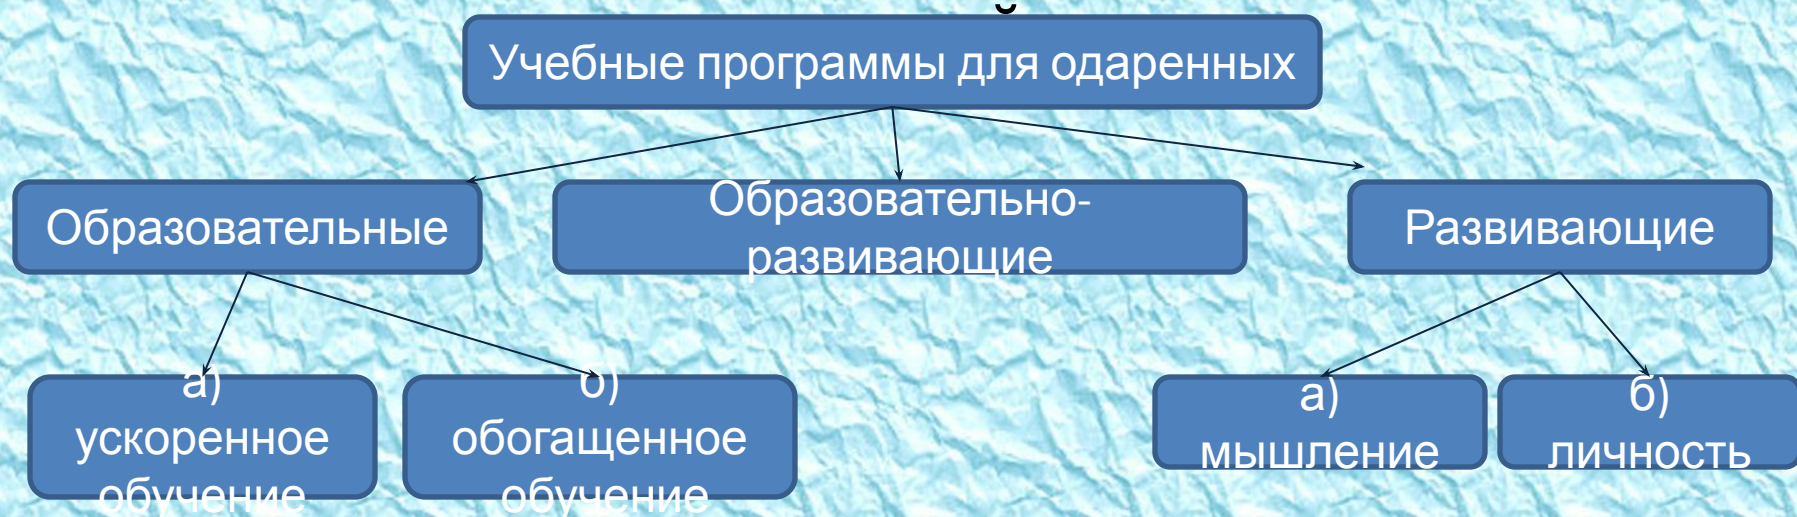 Учебные программы для одаренных
Образовательные
Образовательно-
развивающие
Развивающие
а)
ускоренное
обучение
б)
обогащенное
обучение
а)
мышление
б)
личность